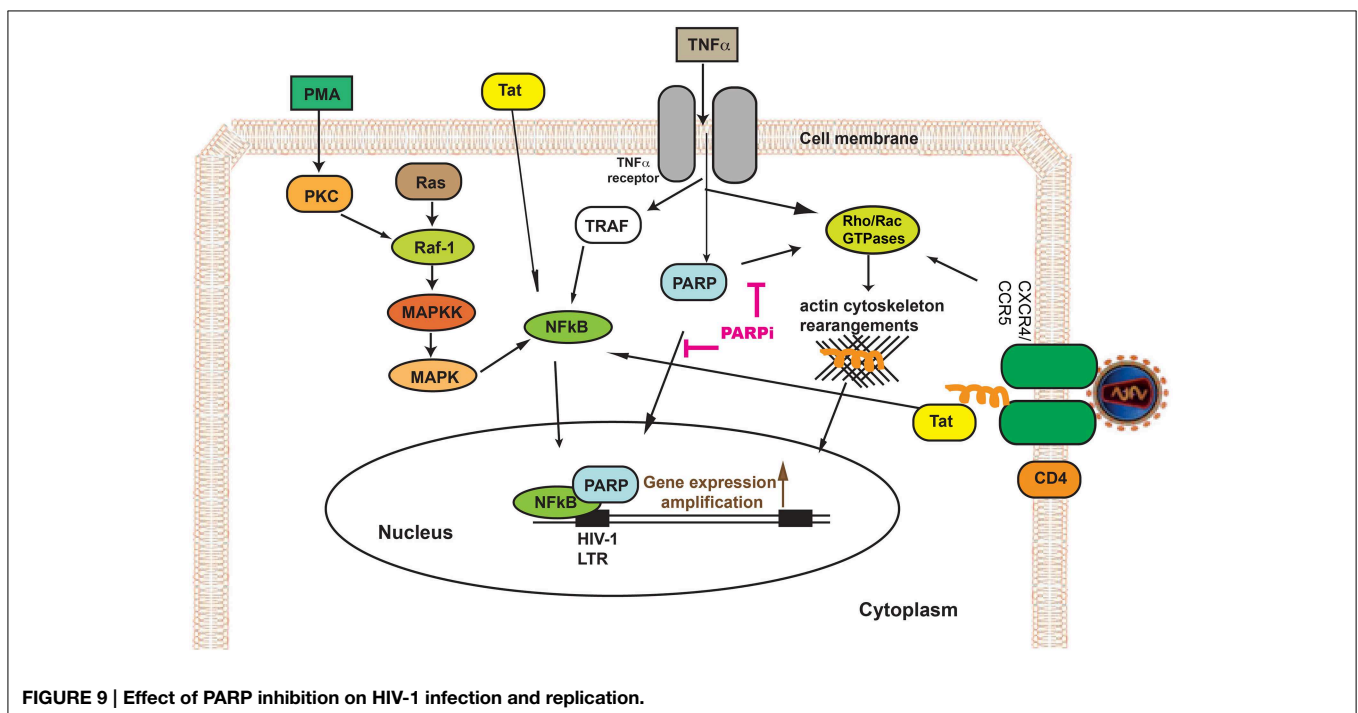 TNFα
PMA
Tat
Cell membrane
TNFα
receptor
PKC
Ras
TRAF
Rho/Rac
GTPases
Raf-1
PARP
CXCR4/
CCR5
MAPKK
NFkB
PARPi
actin cytoskeleton
rearangements
MAPK
Tat
CD4
PARP
Gene expression
amplification
NFkB
Nucleus
HIV-1
LTR
Cytoplasm
FIGURE 9 | Effect of PARP inhibition on HIV-1 infection and replication.